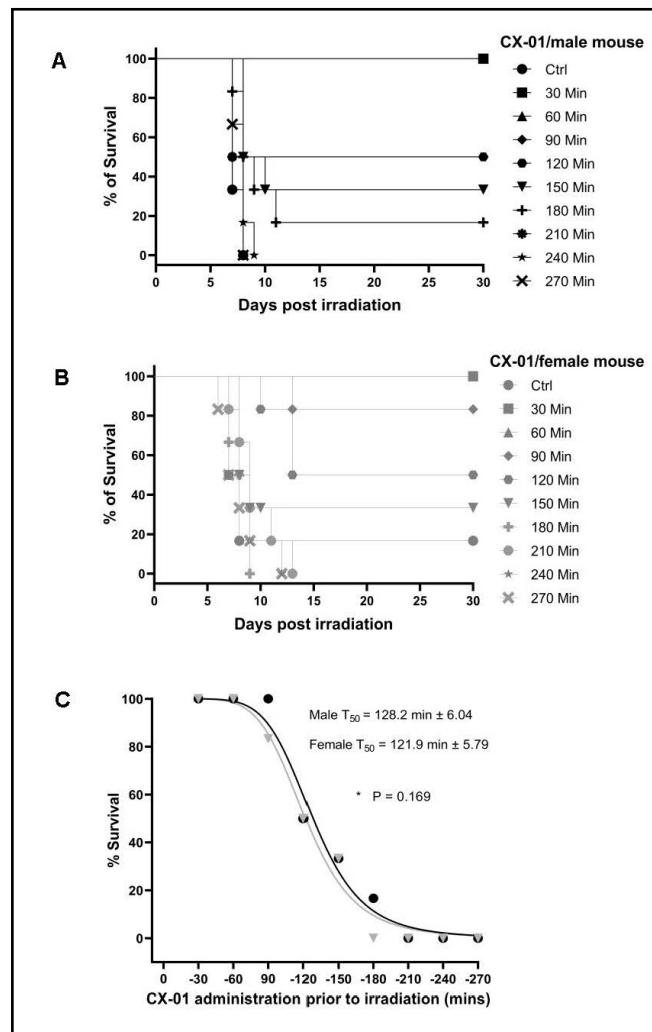 A
CX-01/male mouse
% of Survival
100
80
60
40
20
0
0 5 10 15 20 25 30
Days post irradiation
Ctrl
30 Min
60 Min
90 Min
120 Min
150 Min
180 Min
210 Min
240 Min
270 Min
B
CX-01/female mouse
% of Survival
100
80
60
40
20
0
0 5 10 15 20 25 30
Days post irradiation
Ctrl
30 Min
60 Min
90 Min
120 Min
150 Min
180 Min
210 Min
240 Min
270 Min
C
% Survival
100
80
60
40
20
0
Male T50 = 128.2 min ± 6.04
Female T50 = 121.9 min ± 5.79
* P = 0.169
0 -30 -60 90 -120 -150 -180 -210 -240 -270
CX-01 administration prior to irradiation (mins)